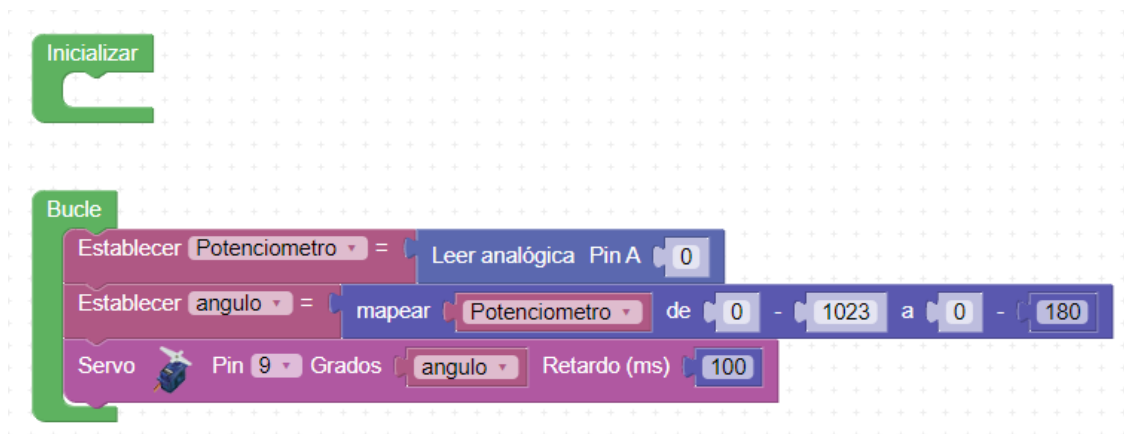 Inicializar
Bucle
Establecer Potenciometro = Leer analógica Pin A 0
Establecer angulo = mapear Potenciometro de 0 - 1023 a 0 - 180
Servo Pin 9 Grados angulo Retardo (ms) 100